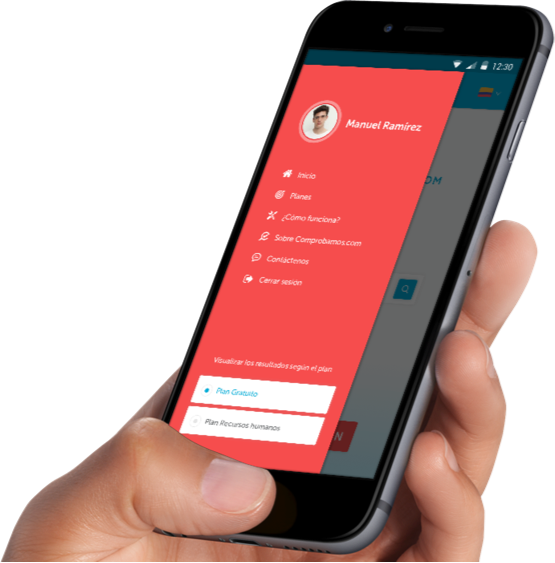 12:30
Manuel Ramírez
OM
Inicio
Planes
¿Cómo funciona?
Sobre Comprobamos.com
Contáctenos
Cerrar sesión
Visualizar los resultados según el plan
Plan Gratuito
Plan Recursos humanos
N